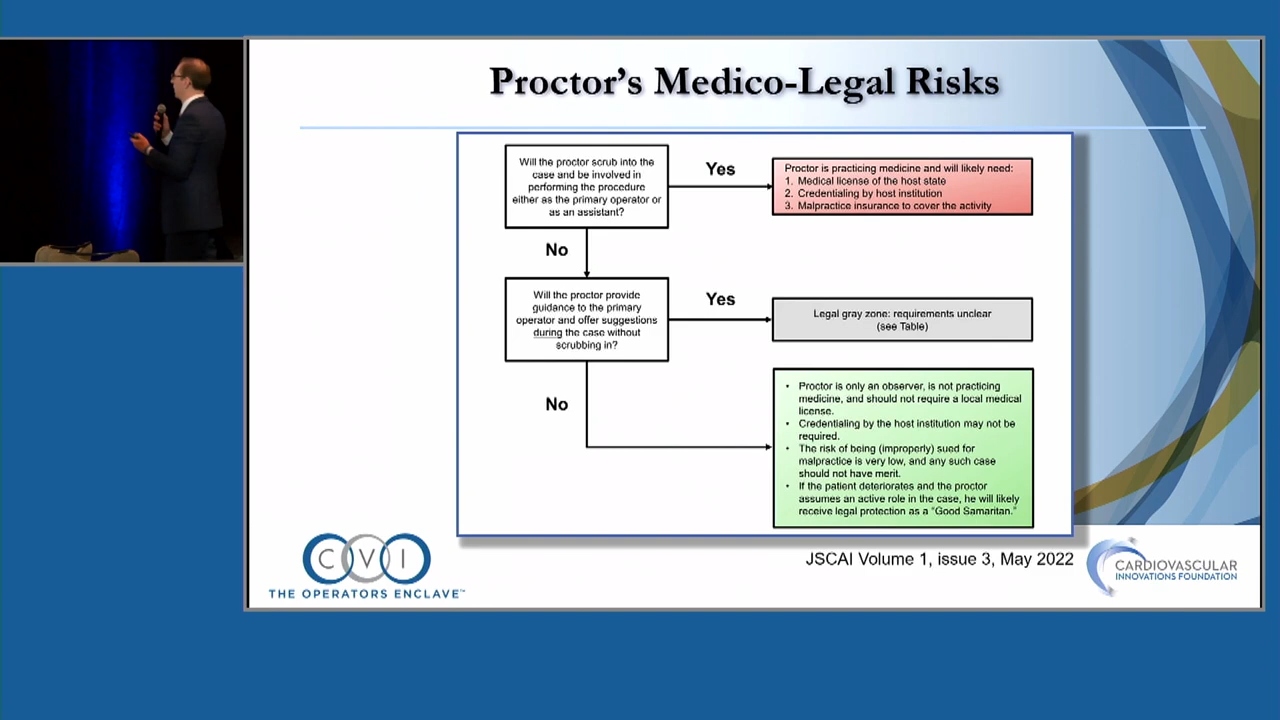 Proctor's Medico-Legal Risks
Will the proctor scrub into the
case and be involved in
performing the procedure
either as the primary operator or
as an assistant?
Yes
Proctor is practicing medicine and will likely need:
1. Medical license of the host state
2. Credentialing by host institution
3. Malpractice insurance to cover the activity
No
Will the proctor provide
guidance to the primary
operator and offer suggestions
during the case without
scrubbing in?
Yes
Legal gray zone: requirements unclear
(see Table)
No
• Proctor is only an observer, is not practicing
medicine, and should not require a local medical
license.
• Credentialing by the host institution may not be
required.
• The risk of being (improperly) sued for
malpractice is very low, and any such case
should not have merit.
• If the patient deteriorates and the proctor
assumes an active role in the case, he will likely
receive legal protection as a "Good Samaritan."
JSCAI Volume 1, issue 3, May 2022
CVI
THE OPERATORS ENCLAVE™
CARDIOVASCULAR
INNOVATIONS FOUNDATION